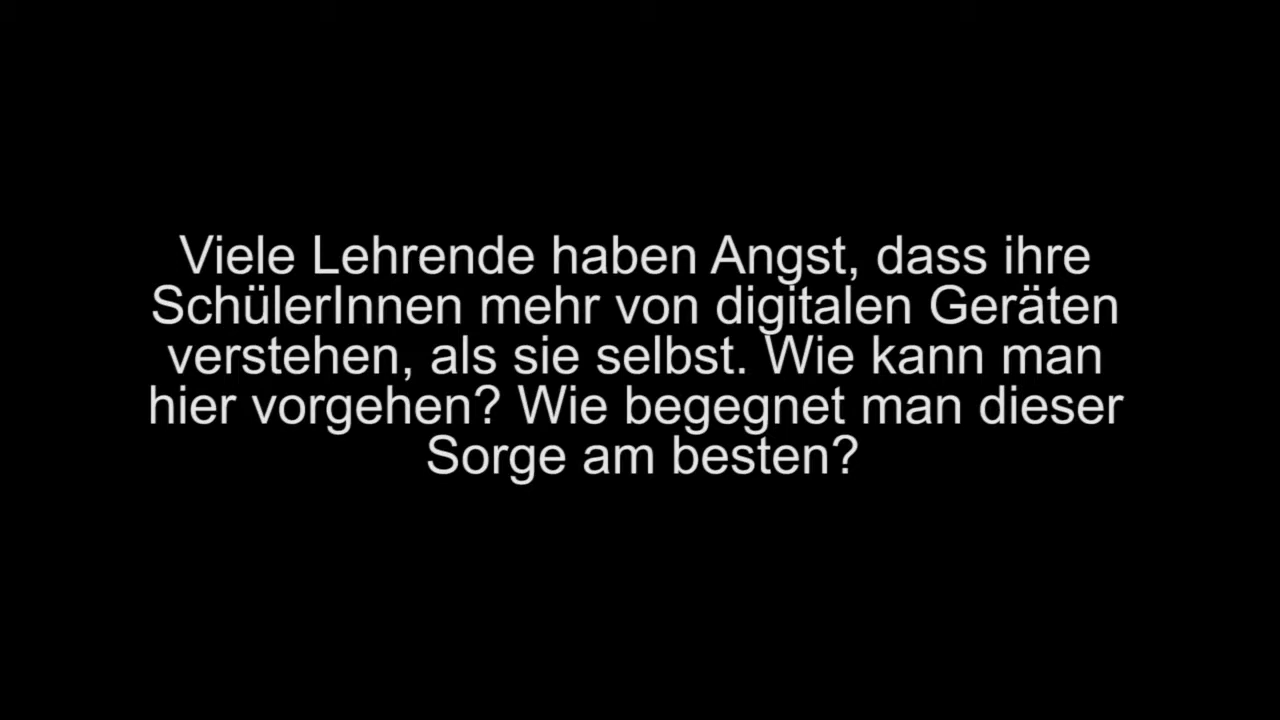 Viele Lehrende haben Angst, dass ihre
SchülerInnen mehr von digitalen Geräten
verstehen, als sie selbst. Wie kann man
hier vorgehen? Wie begegnet man dieser
Sorge am besten?